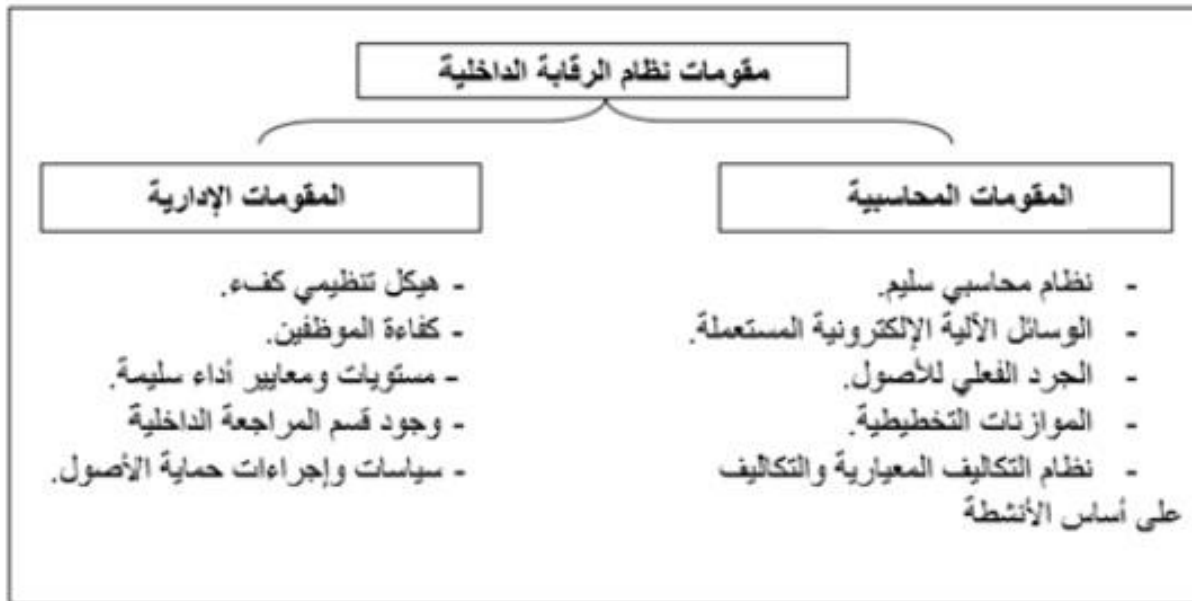 مقومات نظام الرقابة الداخلية
المقومات المحاسبية
- نظام محاسبي سليم.
- الوسائل الألية الإلكترونية المستعملة.
- الجرد الفعلي للأصول.
- الموازنات التخطيطية.
- نظام التكاليف المعيارية والتكاليف
على أساس الأنشطة
المقومات الإدارية
- هيكل تنظيمي كفء.
- كفاءة الموظفين.
- مستويات ومعايير أداء سليمة.
- وجود قسم المراجعة الداخلية
- سياسات وإجراءات حماية الأصول.